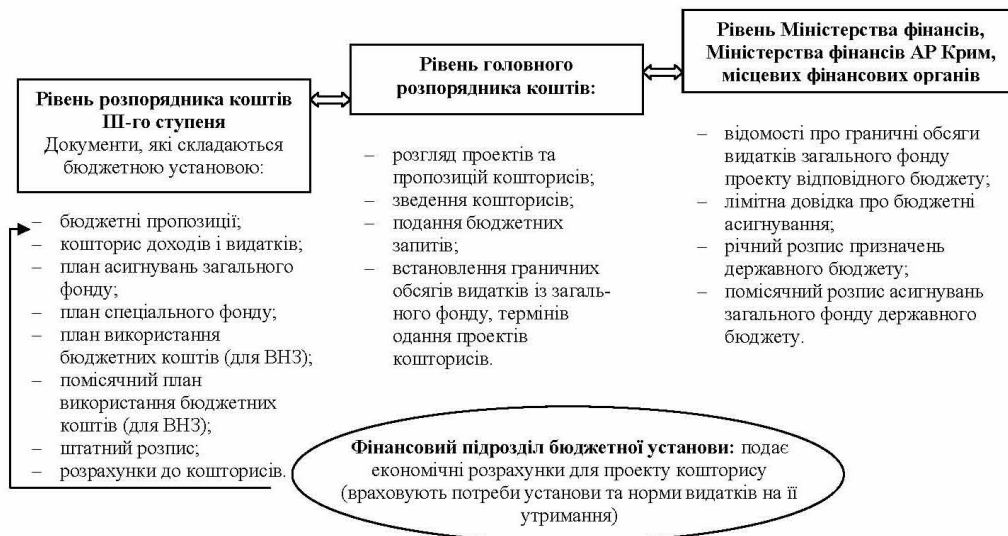 Рівень розпорядника коштів
III-го ступеня
Документи, які складаються
бюджетною установою:
– бюджетні пропозиції;
– кошторис доходів і видатків;
– план асигнувань загального
фонду;
– план спеціального фонду;
– план використання
бюджетних коштів (для ВНЗ);
– помісячний план
використання бюджетних
коштів (для ВНЗ);
– штатний розпис;
– розрахунки до кошторисів.
Рівень головного
розпорядника коштів:
– розгляд проектів та
пропозицій кошторисів;
– зведення кошторисів;
– подання бюджетних
запитів;
– встановлення граничних
обсягів видатків із загаль-
ного фонду, термінів
одання проектів
кошторисів.
Рівень Міністерства фінансів,
Міністерства фінансів АР Крим,
місцевих фінансових органів
– відомості про граничні обсяги
видатків загального фонду
проекту відповідного бюджету;
– лімітна довідка про бюджетні
асигнування;
– річний розпис призначень
державного бюджету;
– помісячний розпис асигнувань
загального фонду державного
бюджету.
Фінансовий підрозділ бюджетної установи: подає
економічні розрахунки для проекту кошторису
(враховують потреби установи та норми видатків на її
утримання)